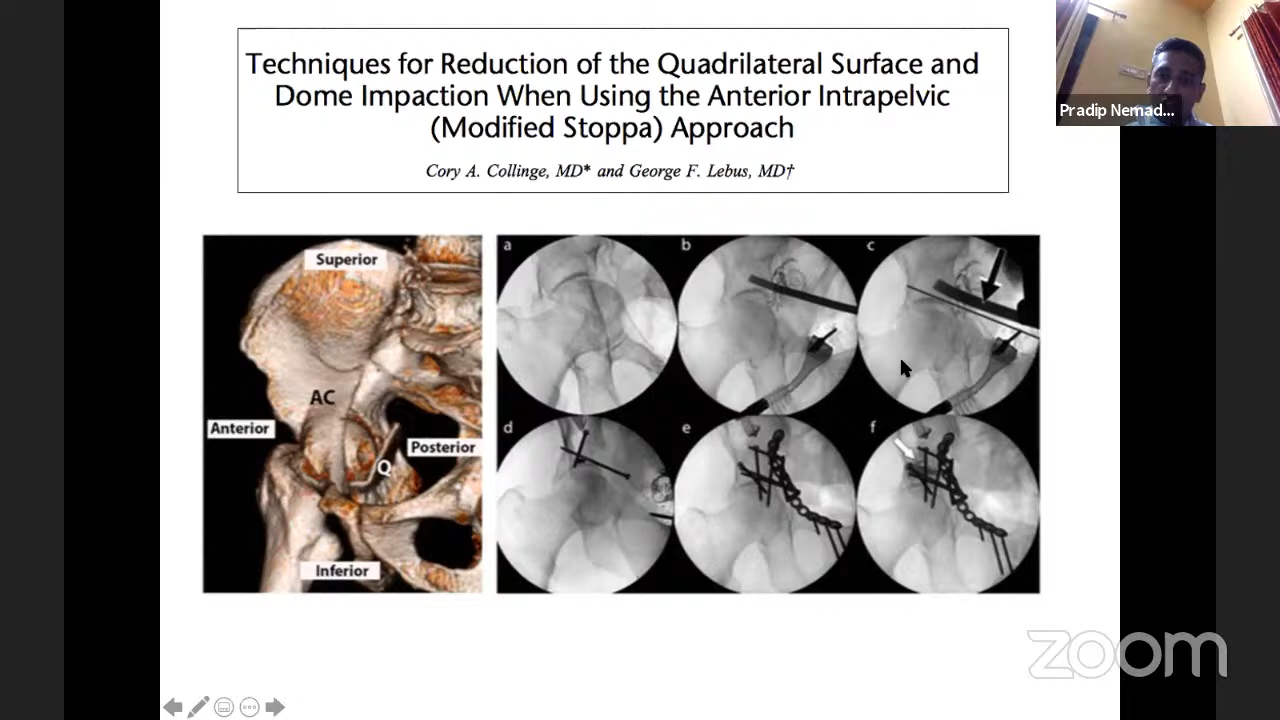 Techniques for Reduction of the Quadrilateral Surface and
Dome Impaction When Using the Anterior Intrapelvic
(Modified Stoppa) Approach
Cory A. Collinge, MD* and George F. Lebus, MD†
Pradip Nemad...
Superior
AC
Anterior
Posterior
Q
Inferior
a
b
c
d
e
f
zoom